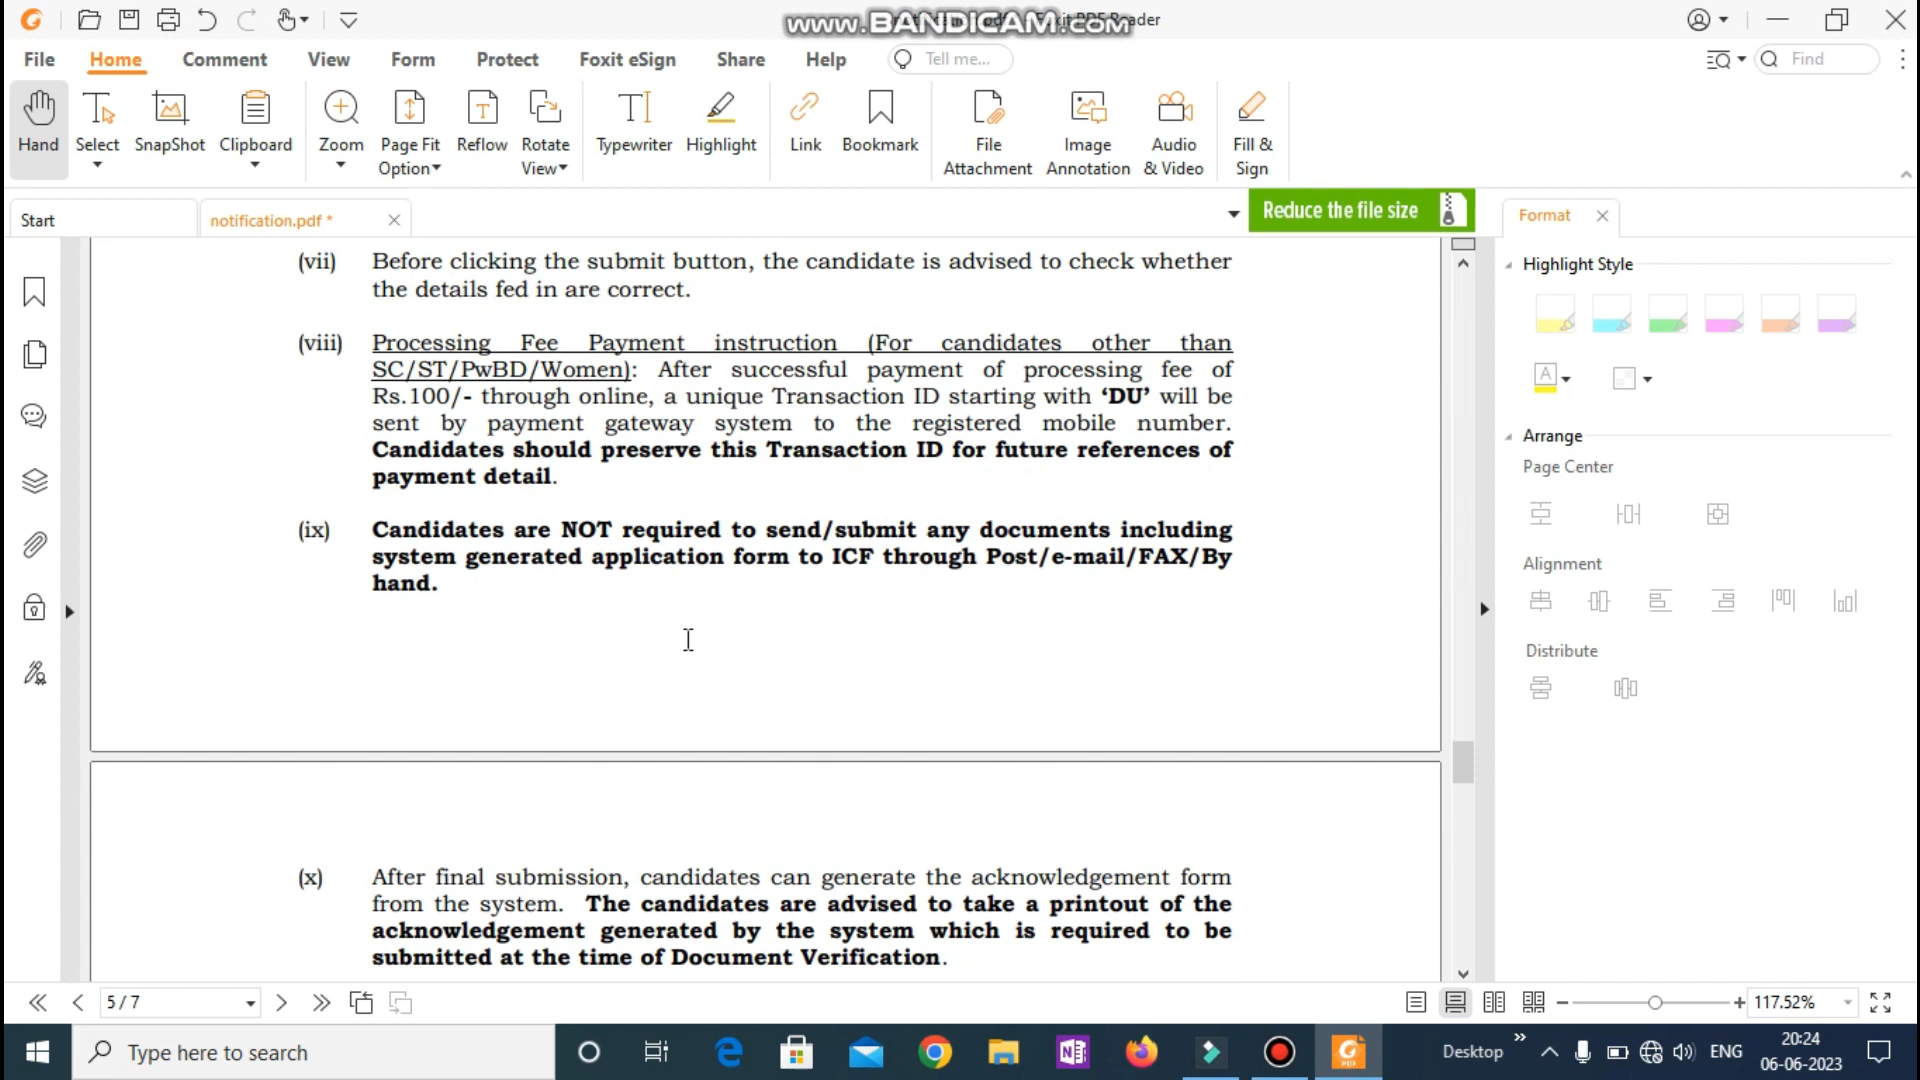 www.BANDICAM.com
Reader
File Home Comment View Form Protect Foxit eSign Share Help Tell me... Find
Hand Select SnapShot Clipboard Zoom Page Fit Option Reflow Rotate View Typewriter Highlight Link Bookmark File Attachment Image Annotation Audio & Video Fill & Sign
Start notification.pdf * Reduce the file size Format
(vii) Before clicking the submit button, the candidate is advised to check whether
the details fed in are correct.
(viii) Processing Fee Payment instruction (For candidates other than
SC/ST/PwBD/Women): After successful payment of processing fee of
Rs.100/- through online, a unique Transaction ID starting with ‘DU’ will be
sent by payment gateway system to the registered mobile number.
Candidates should preserve this Transaction ID for future references of
payment detail.
(ix) Candidates are NOT required to send/submit any documents including
system generated application form to ICF through Post/e-mail/FAX/By
hand.
(x) After final submission, candidates can generate the acknowledgement form
from the system. The candidates are advised to take a printout of the
acknowledgement generated by the system which is required to be
submitted at the time of Document Verification.
Highlight Style
Arrange
Page Center
Alignment
Distribute
5 / 7
117.52%
Type here to search
Desktop
ENG
20:24
06-06-2023